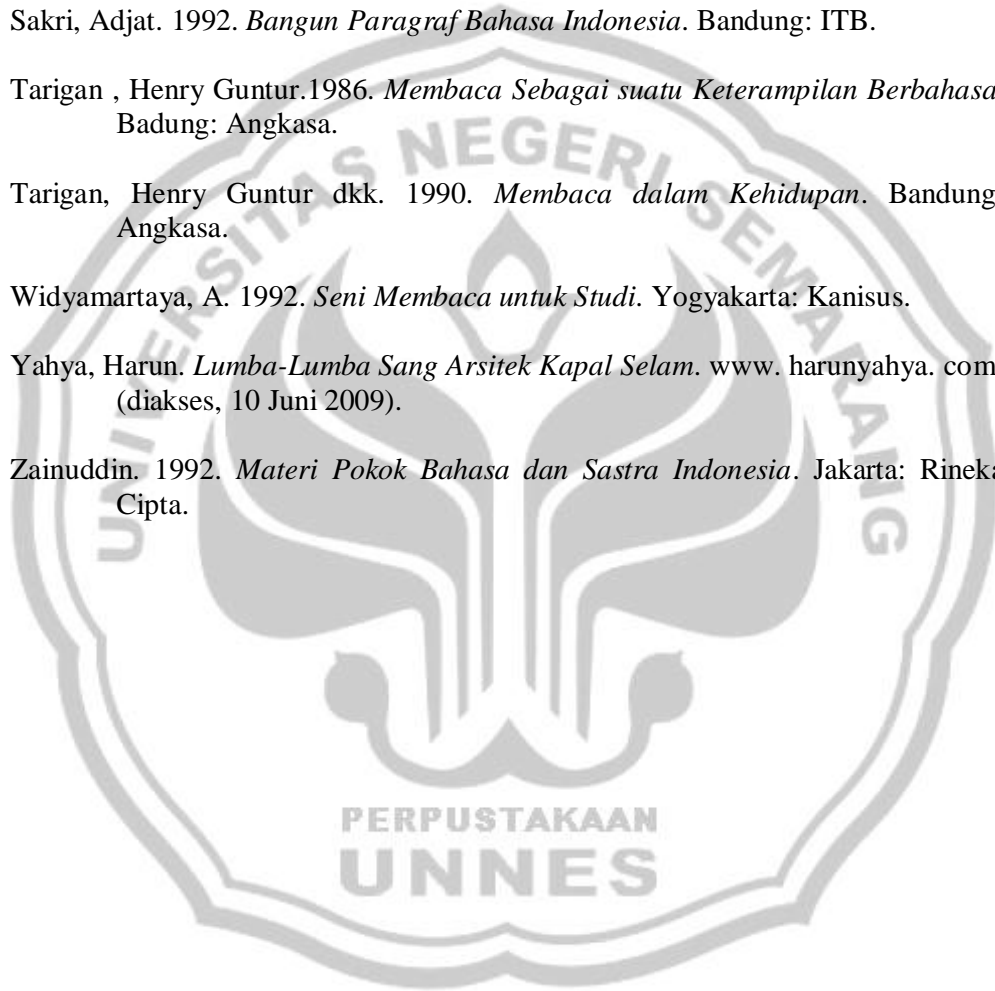 Sakri, Adjat. 1992. Bangun Paragraf Bahasa Indonesia. Bandung: ITB.
Tarigan , Henry Guntur.1986. Membaca Sebagai suatu Keterampilan Berbahasa
Badung: Angkasa.
Tarigan, Henry Guntur dkk. 1990. Membaca dalam Kehidupan. Bandung
Angkasa.
Widyamartaya, A. 1992. Seni Membaca untuk Studi. Yogyakarta: Kanisus.
Yahya, Harun. Lumba-Lumba Sang Arsitek Kapal Selam. www. harunyahya. com
(diakses, 10 Juni 2009).
Zainuddin. 1992. Materi Pokok Bahasa dan Sastra Indonesia. Jakarta: Rineka
Cipta.
UNIVERSITAS NEGERI SEMARANG
PERPUSTAKAAN
UNNES